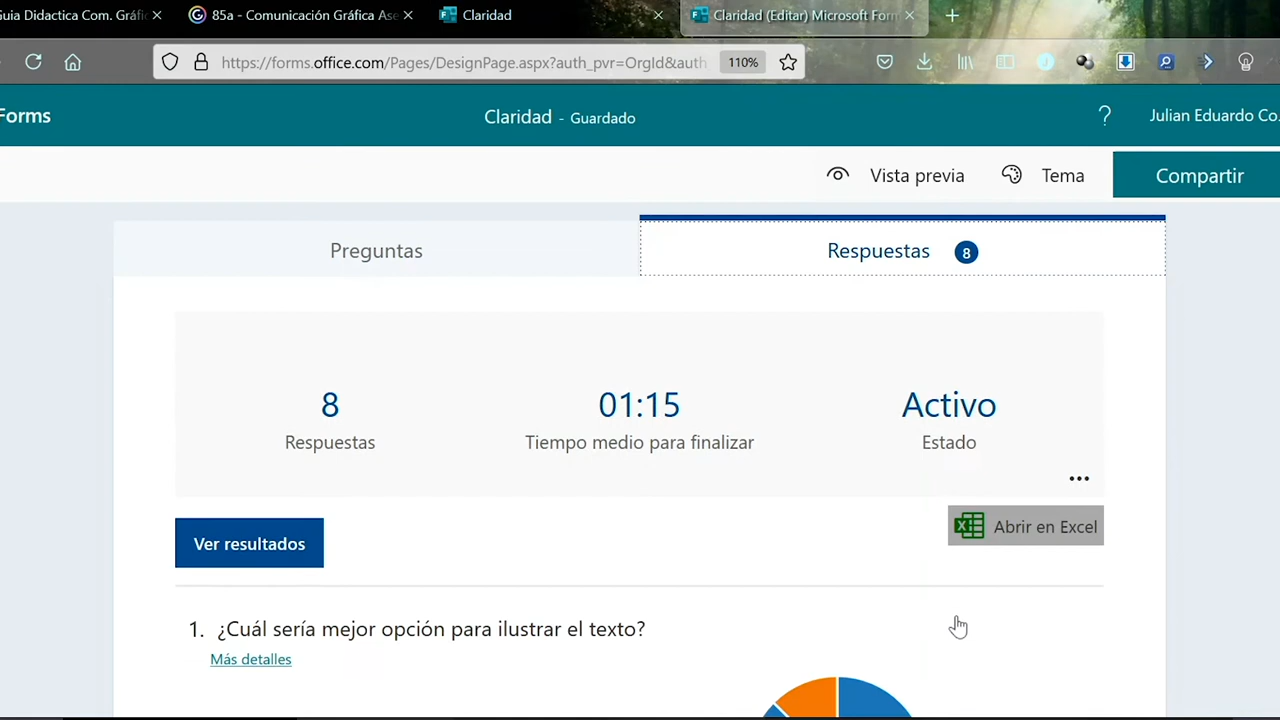 Guia Didactica Com. Gráfic
85a - Comunicación Gráfica Ase
Claridad
Claridad (Editar) Microsoft Form
https://forms.office.com/Pages/DesignPage.aspx?auth_pvr=OrgId&auth
110%
Forms
Claridad - Guardado
?
Julian Eduardo Co.
Vista previa
Tema
Compartir
Preguntas
Respuestas 8
8
01:15
Activo
Respuestas
Tiempo medio para finalizar
Estado
Ver resultados
Abrir en Excel
1. ¿Cuál sería mejor opción para ilustrar el texto?
Más detalles